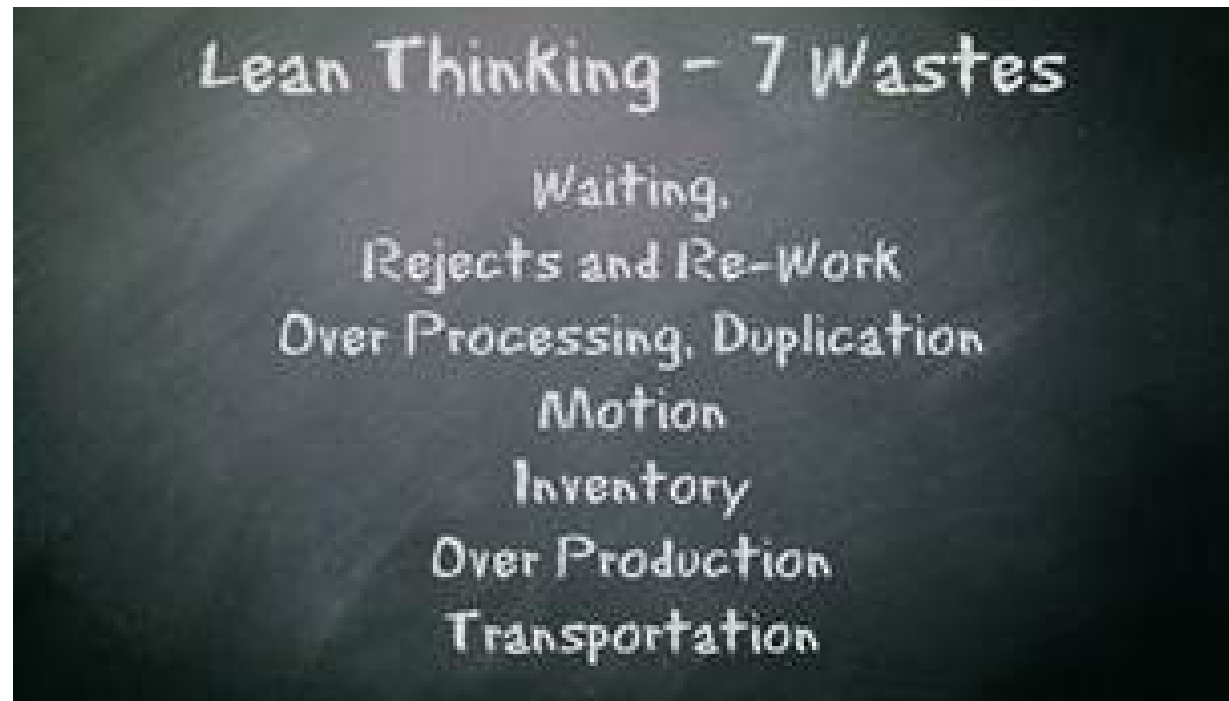 Lean Thinking - 7 Wastes
Waiting,
Rejects and Re-Work
Over Processing, Duplication
Motion
Inventory
Over Production
Transportation